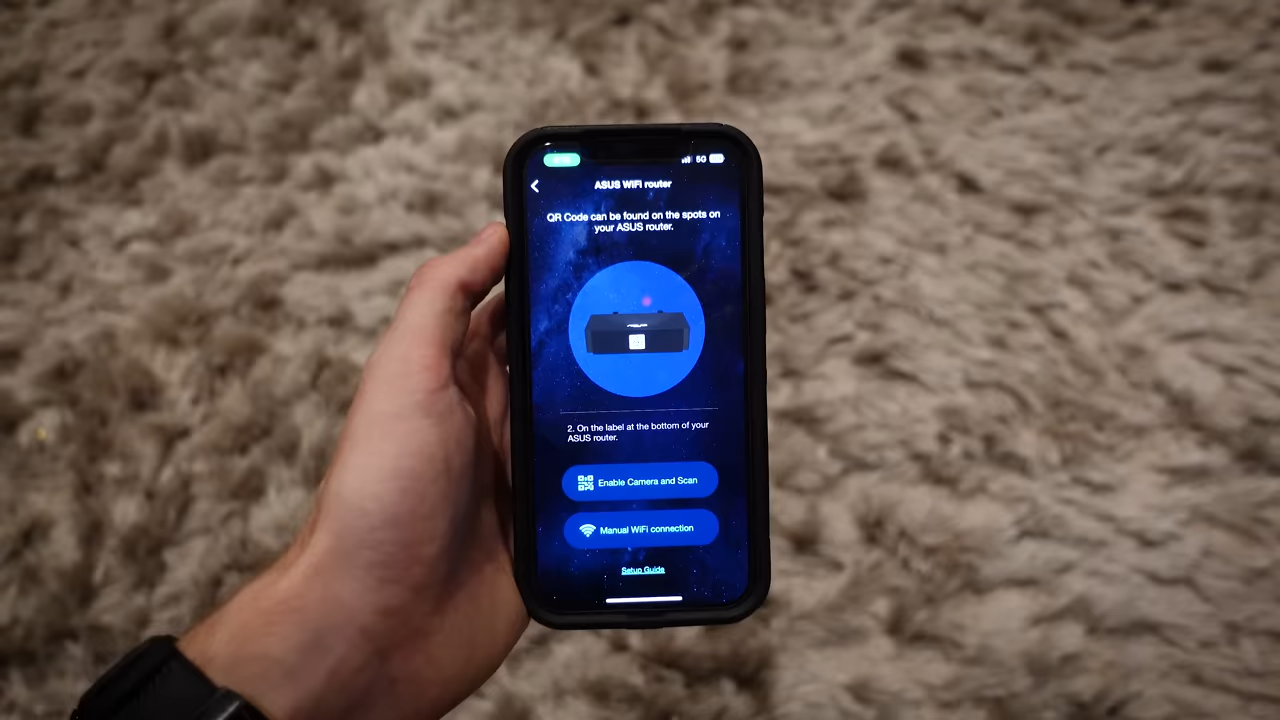 5G
ASUS WiFi router
QR Code can be found on the spots on
your ASUS router.
2. On the label at the bottom of your
ASUS router.
Enable Camera and Scan
Manual WiFi connection
Setup Guide